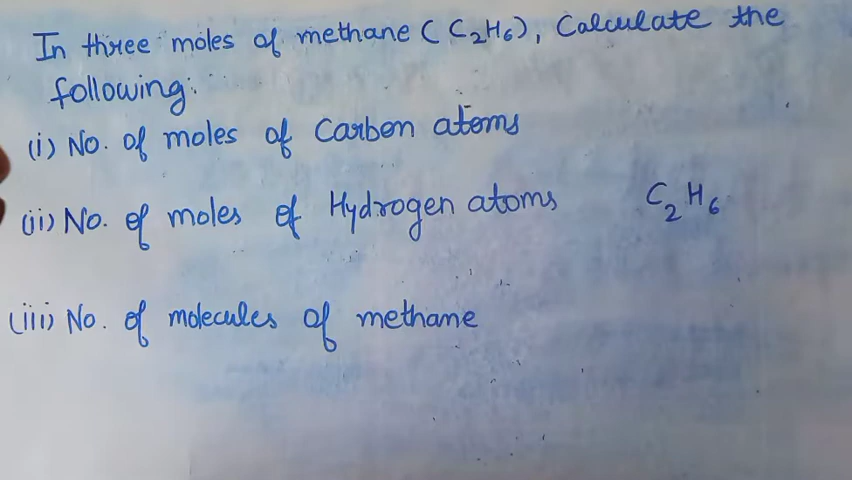 In three moles of methane (C₂H₆), Calculate the
following:
(i) No. of moles of Carbon atoms
(ii) No. of moles of Hydrogen atoms C₂H₆
(iii) No. of molecules of methane